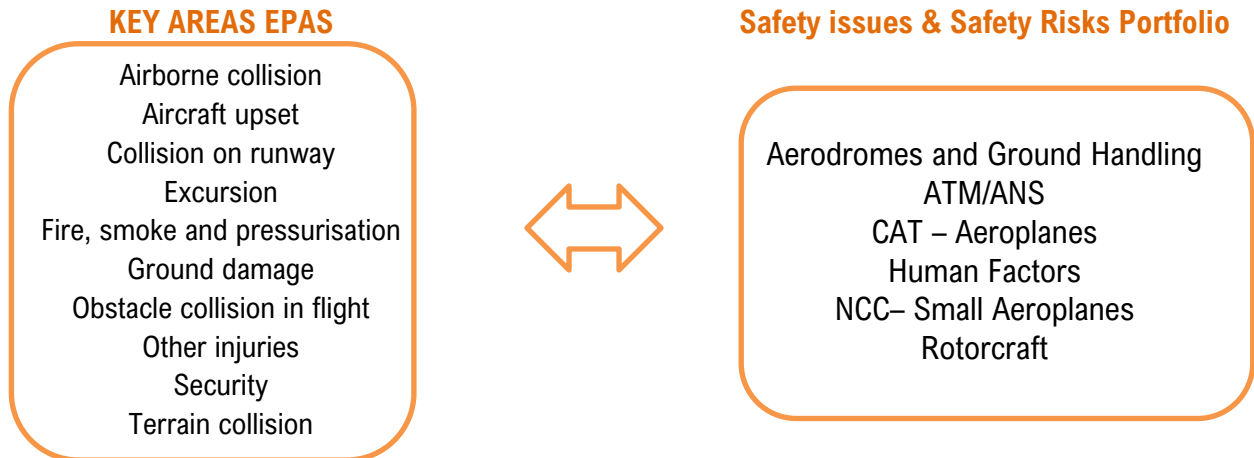 KEY AREAS EPAS
Airborne collision
Aircraft upset
Collision on runway
Excursion
Fire, smoke and pressurisation
Ground damage
Obstacle collision in flight
Other injuries
Security
Terrain collision
Safety issues & Safety Risks Portfolio
Aerodromes and Ground Handling
ATM/ANS
CAT – Aeroplanes
Human Factors
NCC– Small Aeroplanes
Rotorcraft